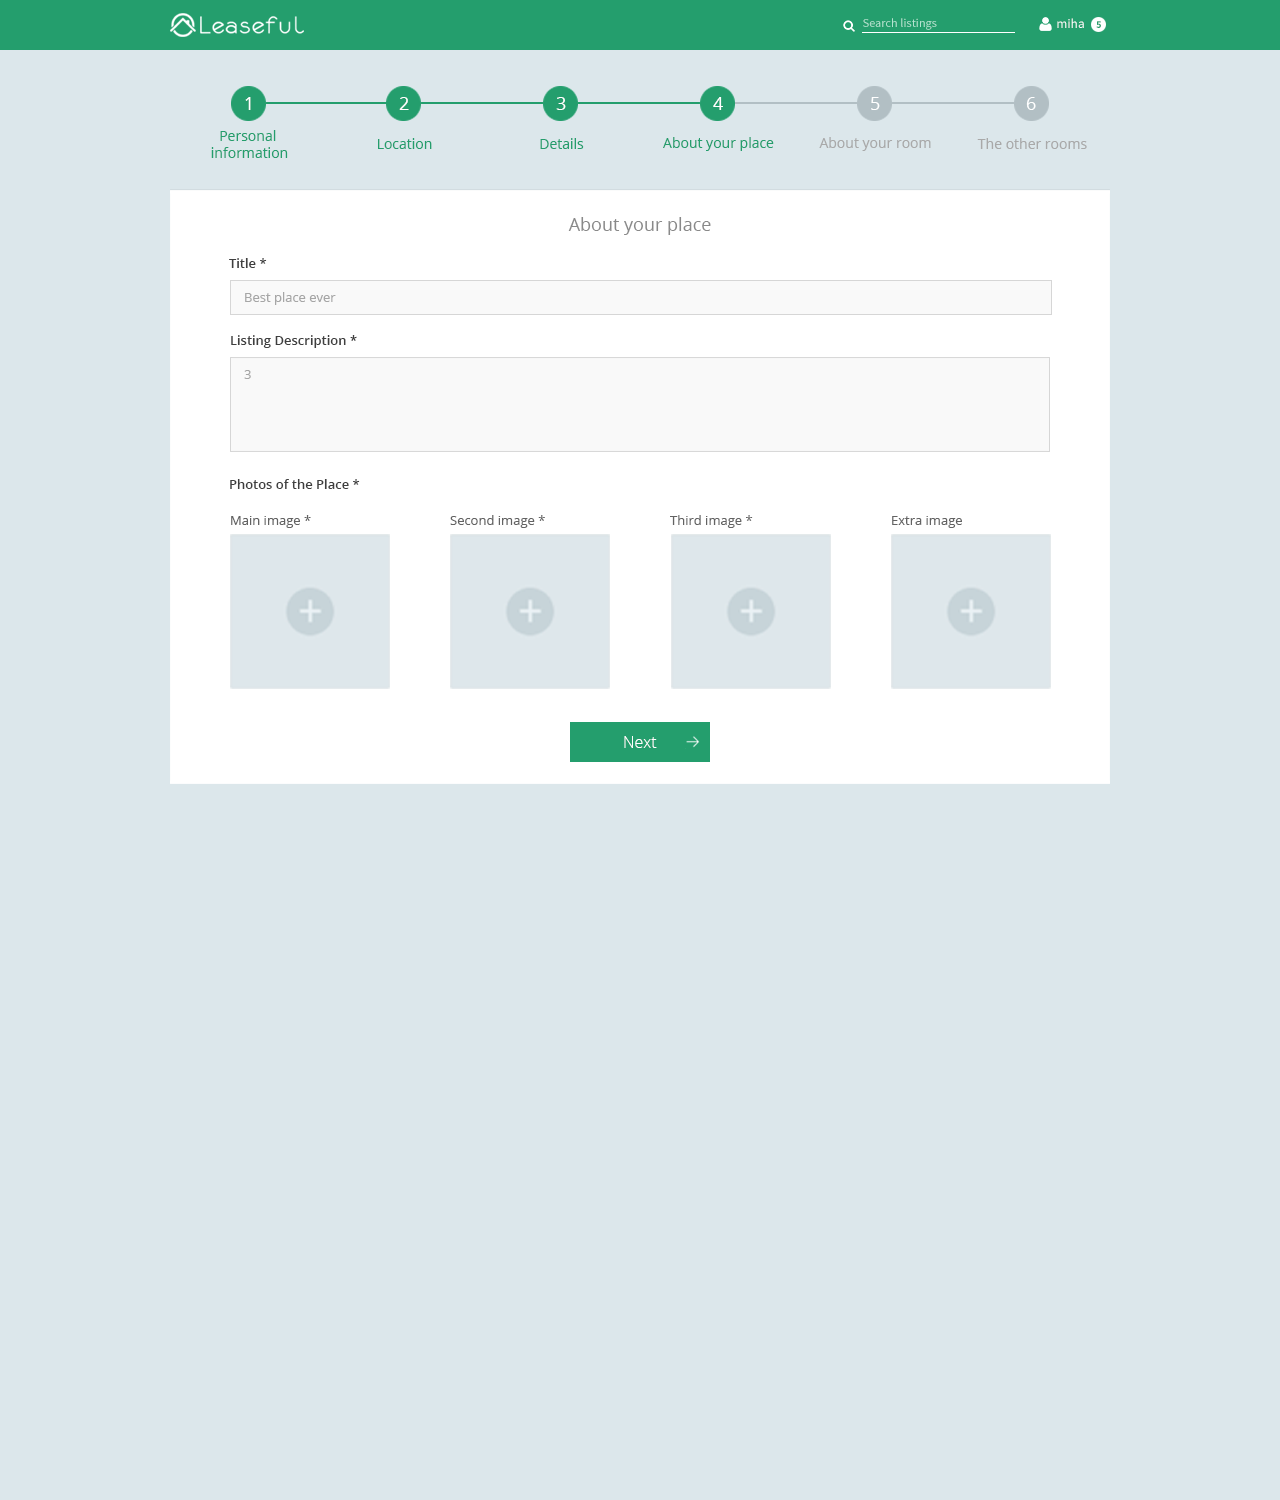 Leaseful
Search listings
miha 5
1 2 3 4 5 6
Personal
information
Location
Details
About your place
About your room
The other rooms
About your place
Title *
Best place ever
Listing Description *
3
Photos of the Place *
Main image *
Second image *
Third image *
Extra image
Next